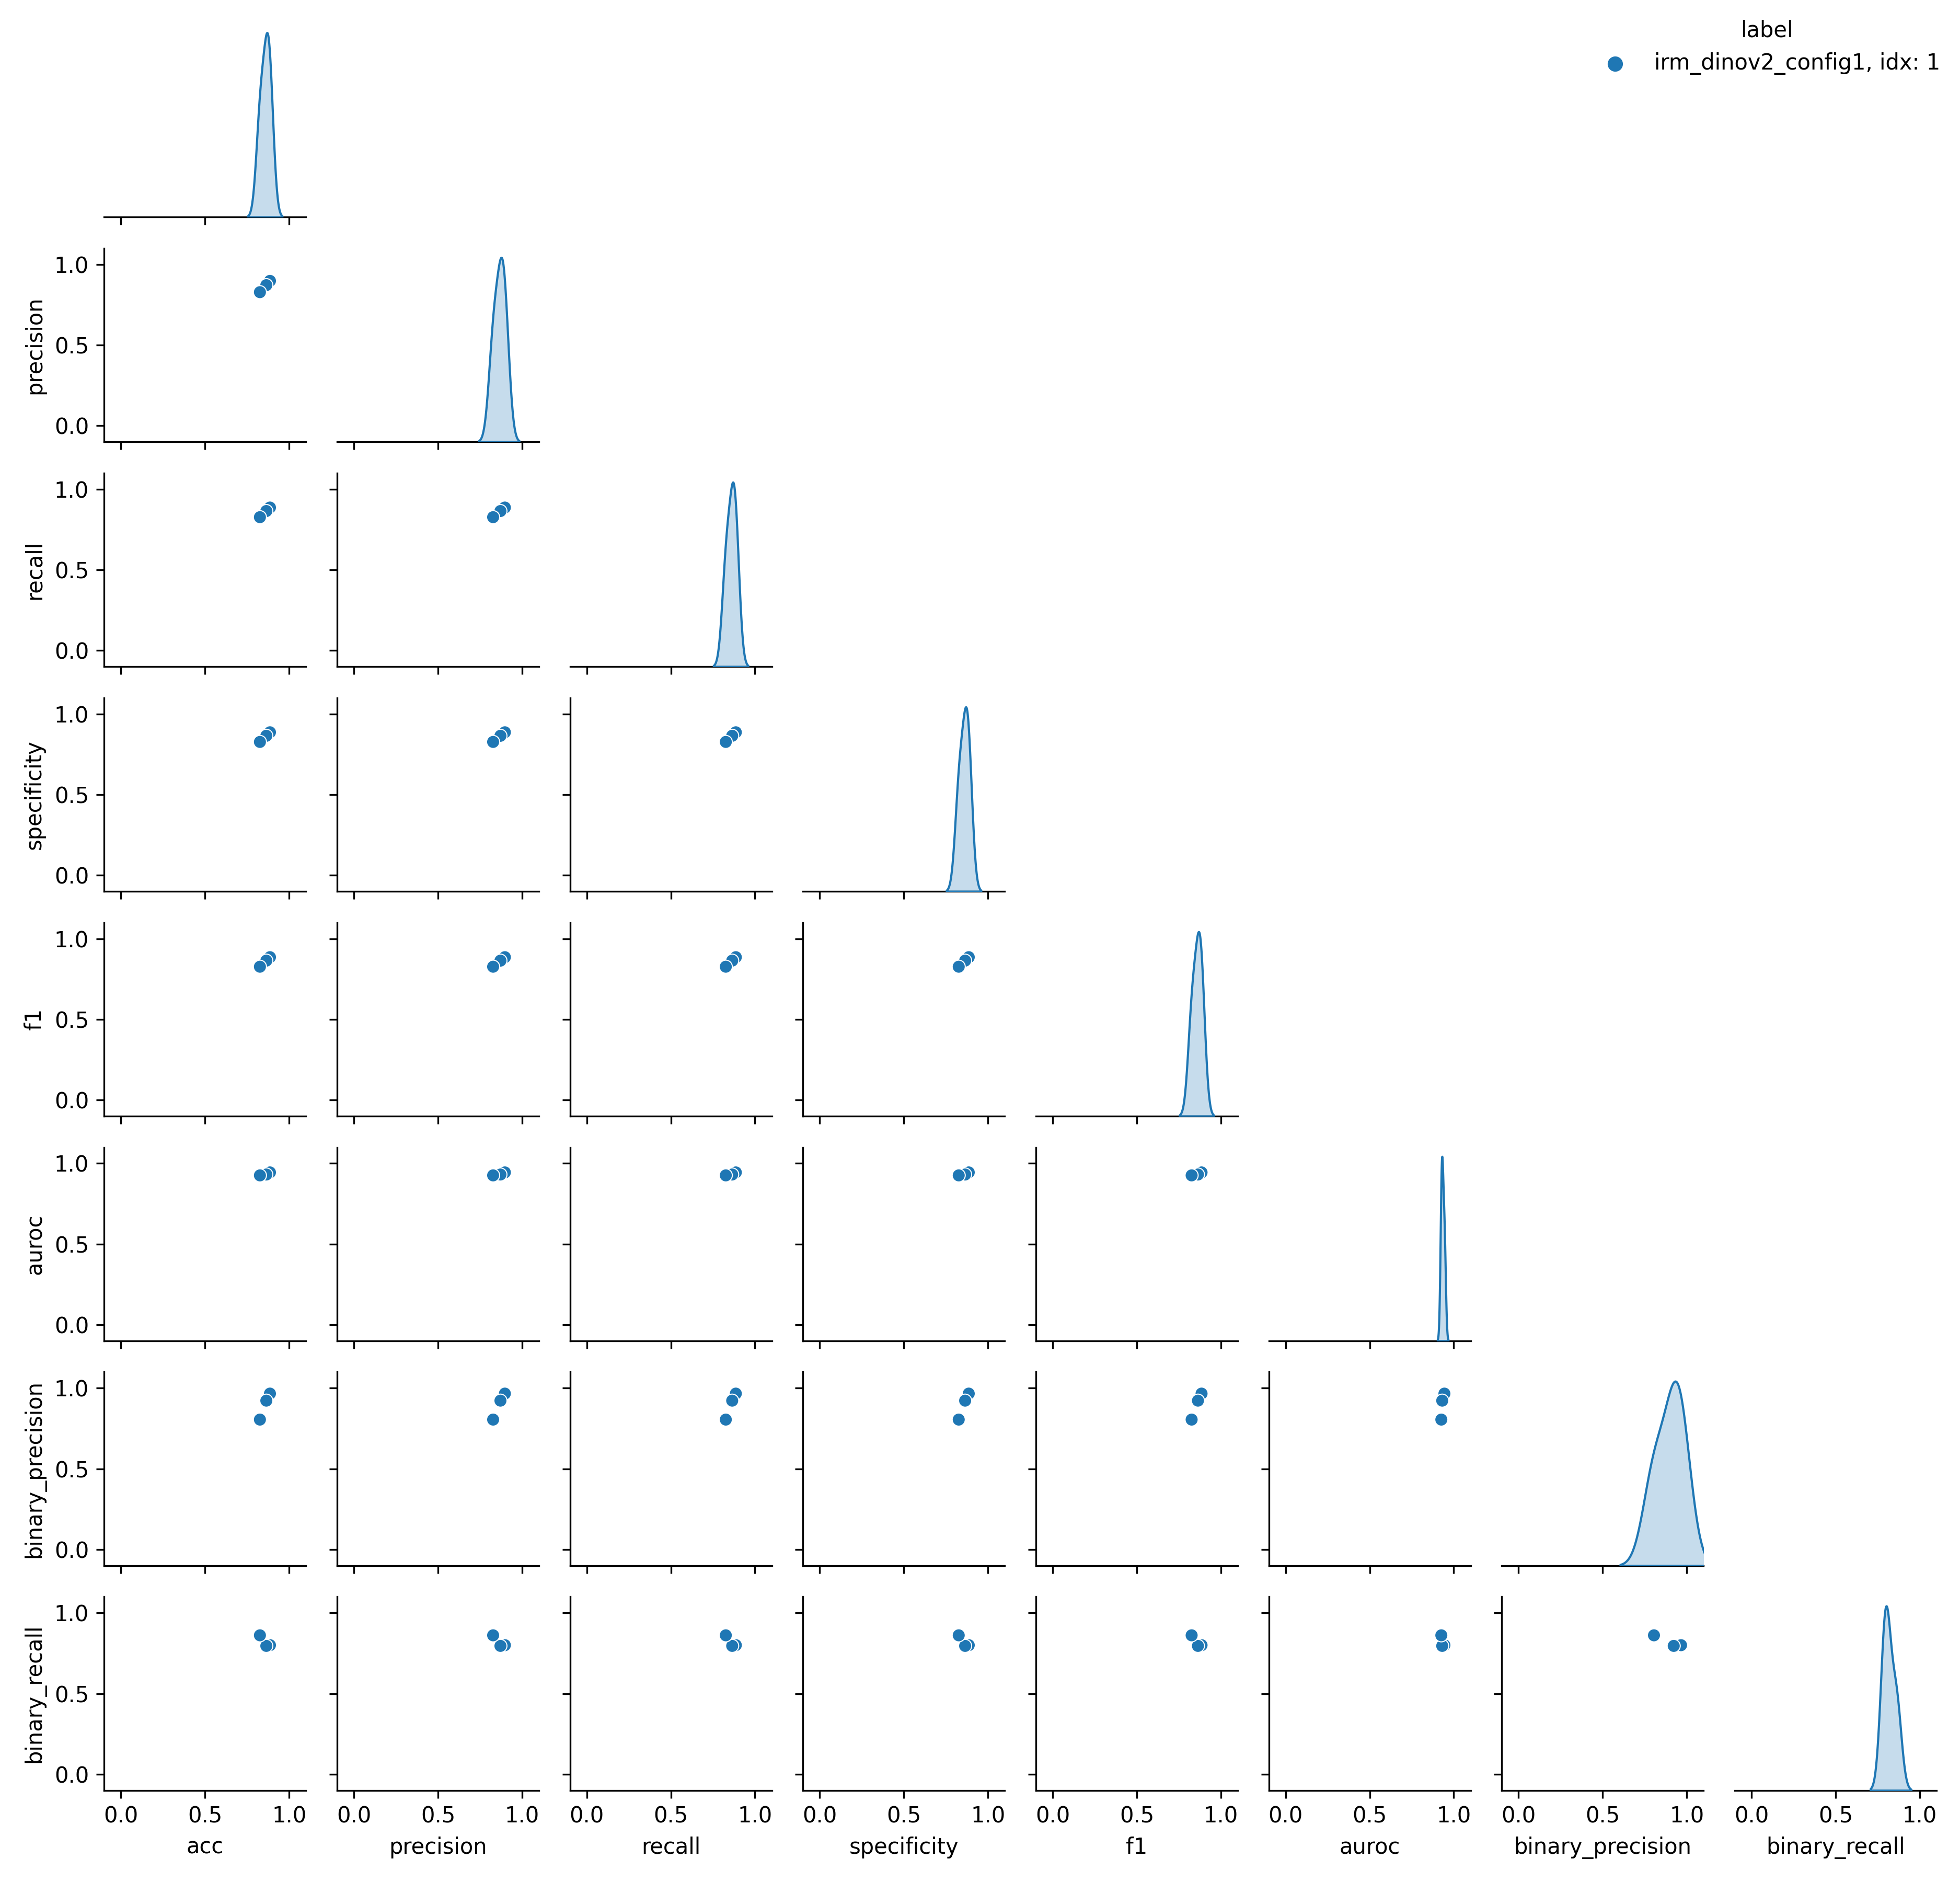 label
irm_dinov2_config1, idx: 1
1.0
precision
0.5
0.0
1.0
recall
0.5
0.0
1.0
specificity
0.5
0.0
1.0
f1
0.5
0.0
1.0
auroc
0.5
0.0
1.0
binary_precision
0.5
0.0
1.0
binary_recall
0.5
0.0
0.0 0.5 1.0 0.0 0.5 1.0 0.0 0.5 1.0 0.0 0.5 1.0 0.0 0.5 1.0 0.0 0.5 1.0 0.0 0.5 1.0 0.0 0.5 1.0
acc precision recall specificity f1 auroc binary_precision binary_recall